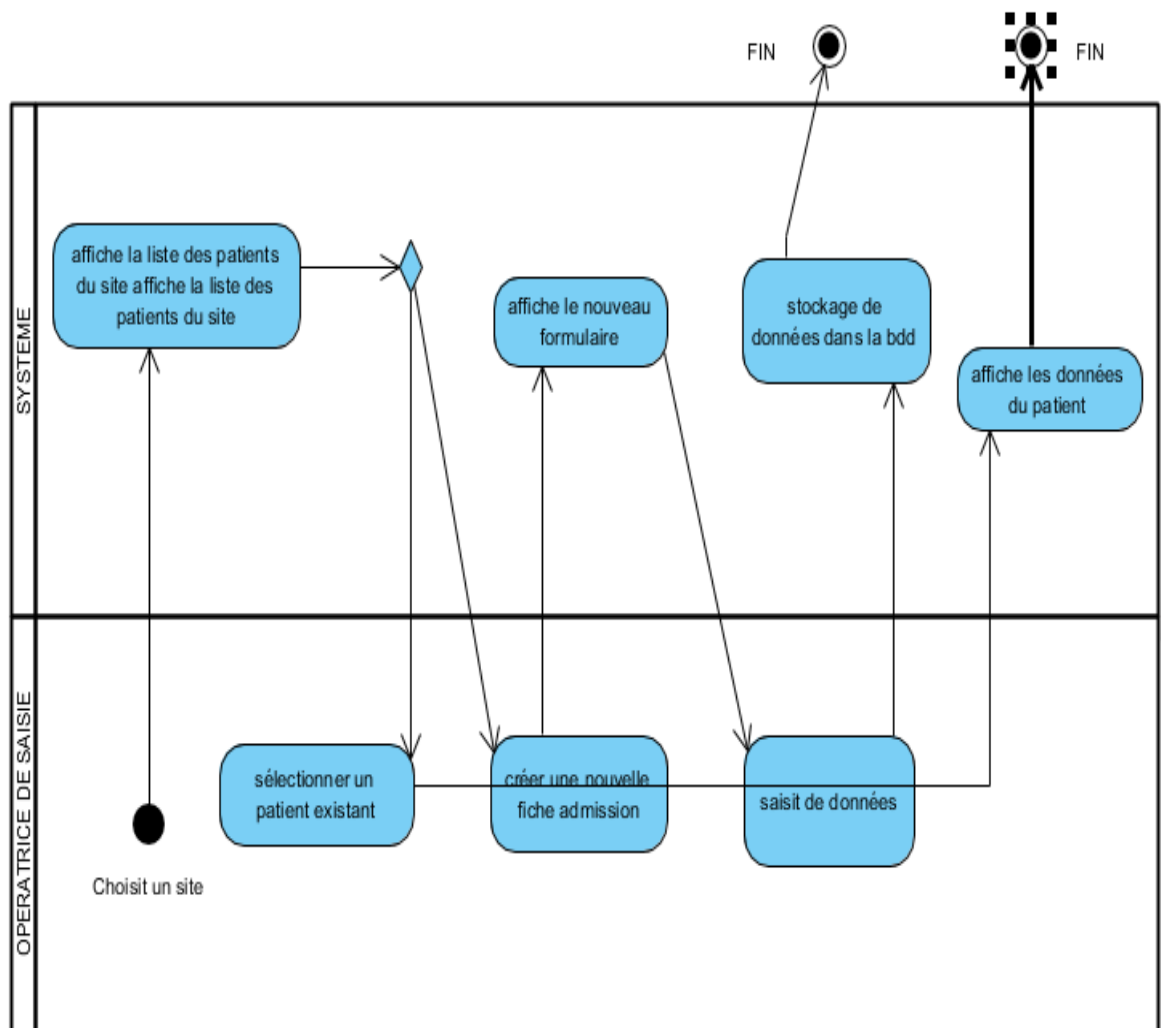 FIN
FIN
SYSTEME
affiche la liste des patients
du site affiche la liste des
patients du site
affiche le nouveau
formulaire
stockage de
données dans la bdd
affiche les données
du patient
OPERATRICE DE SAISIE
sélectionner un
patient existant
créer une nouvelle
fiche admission
saisit de données
Choisit un site